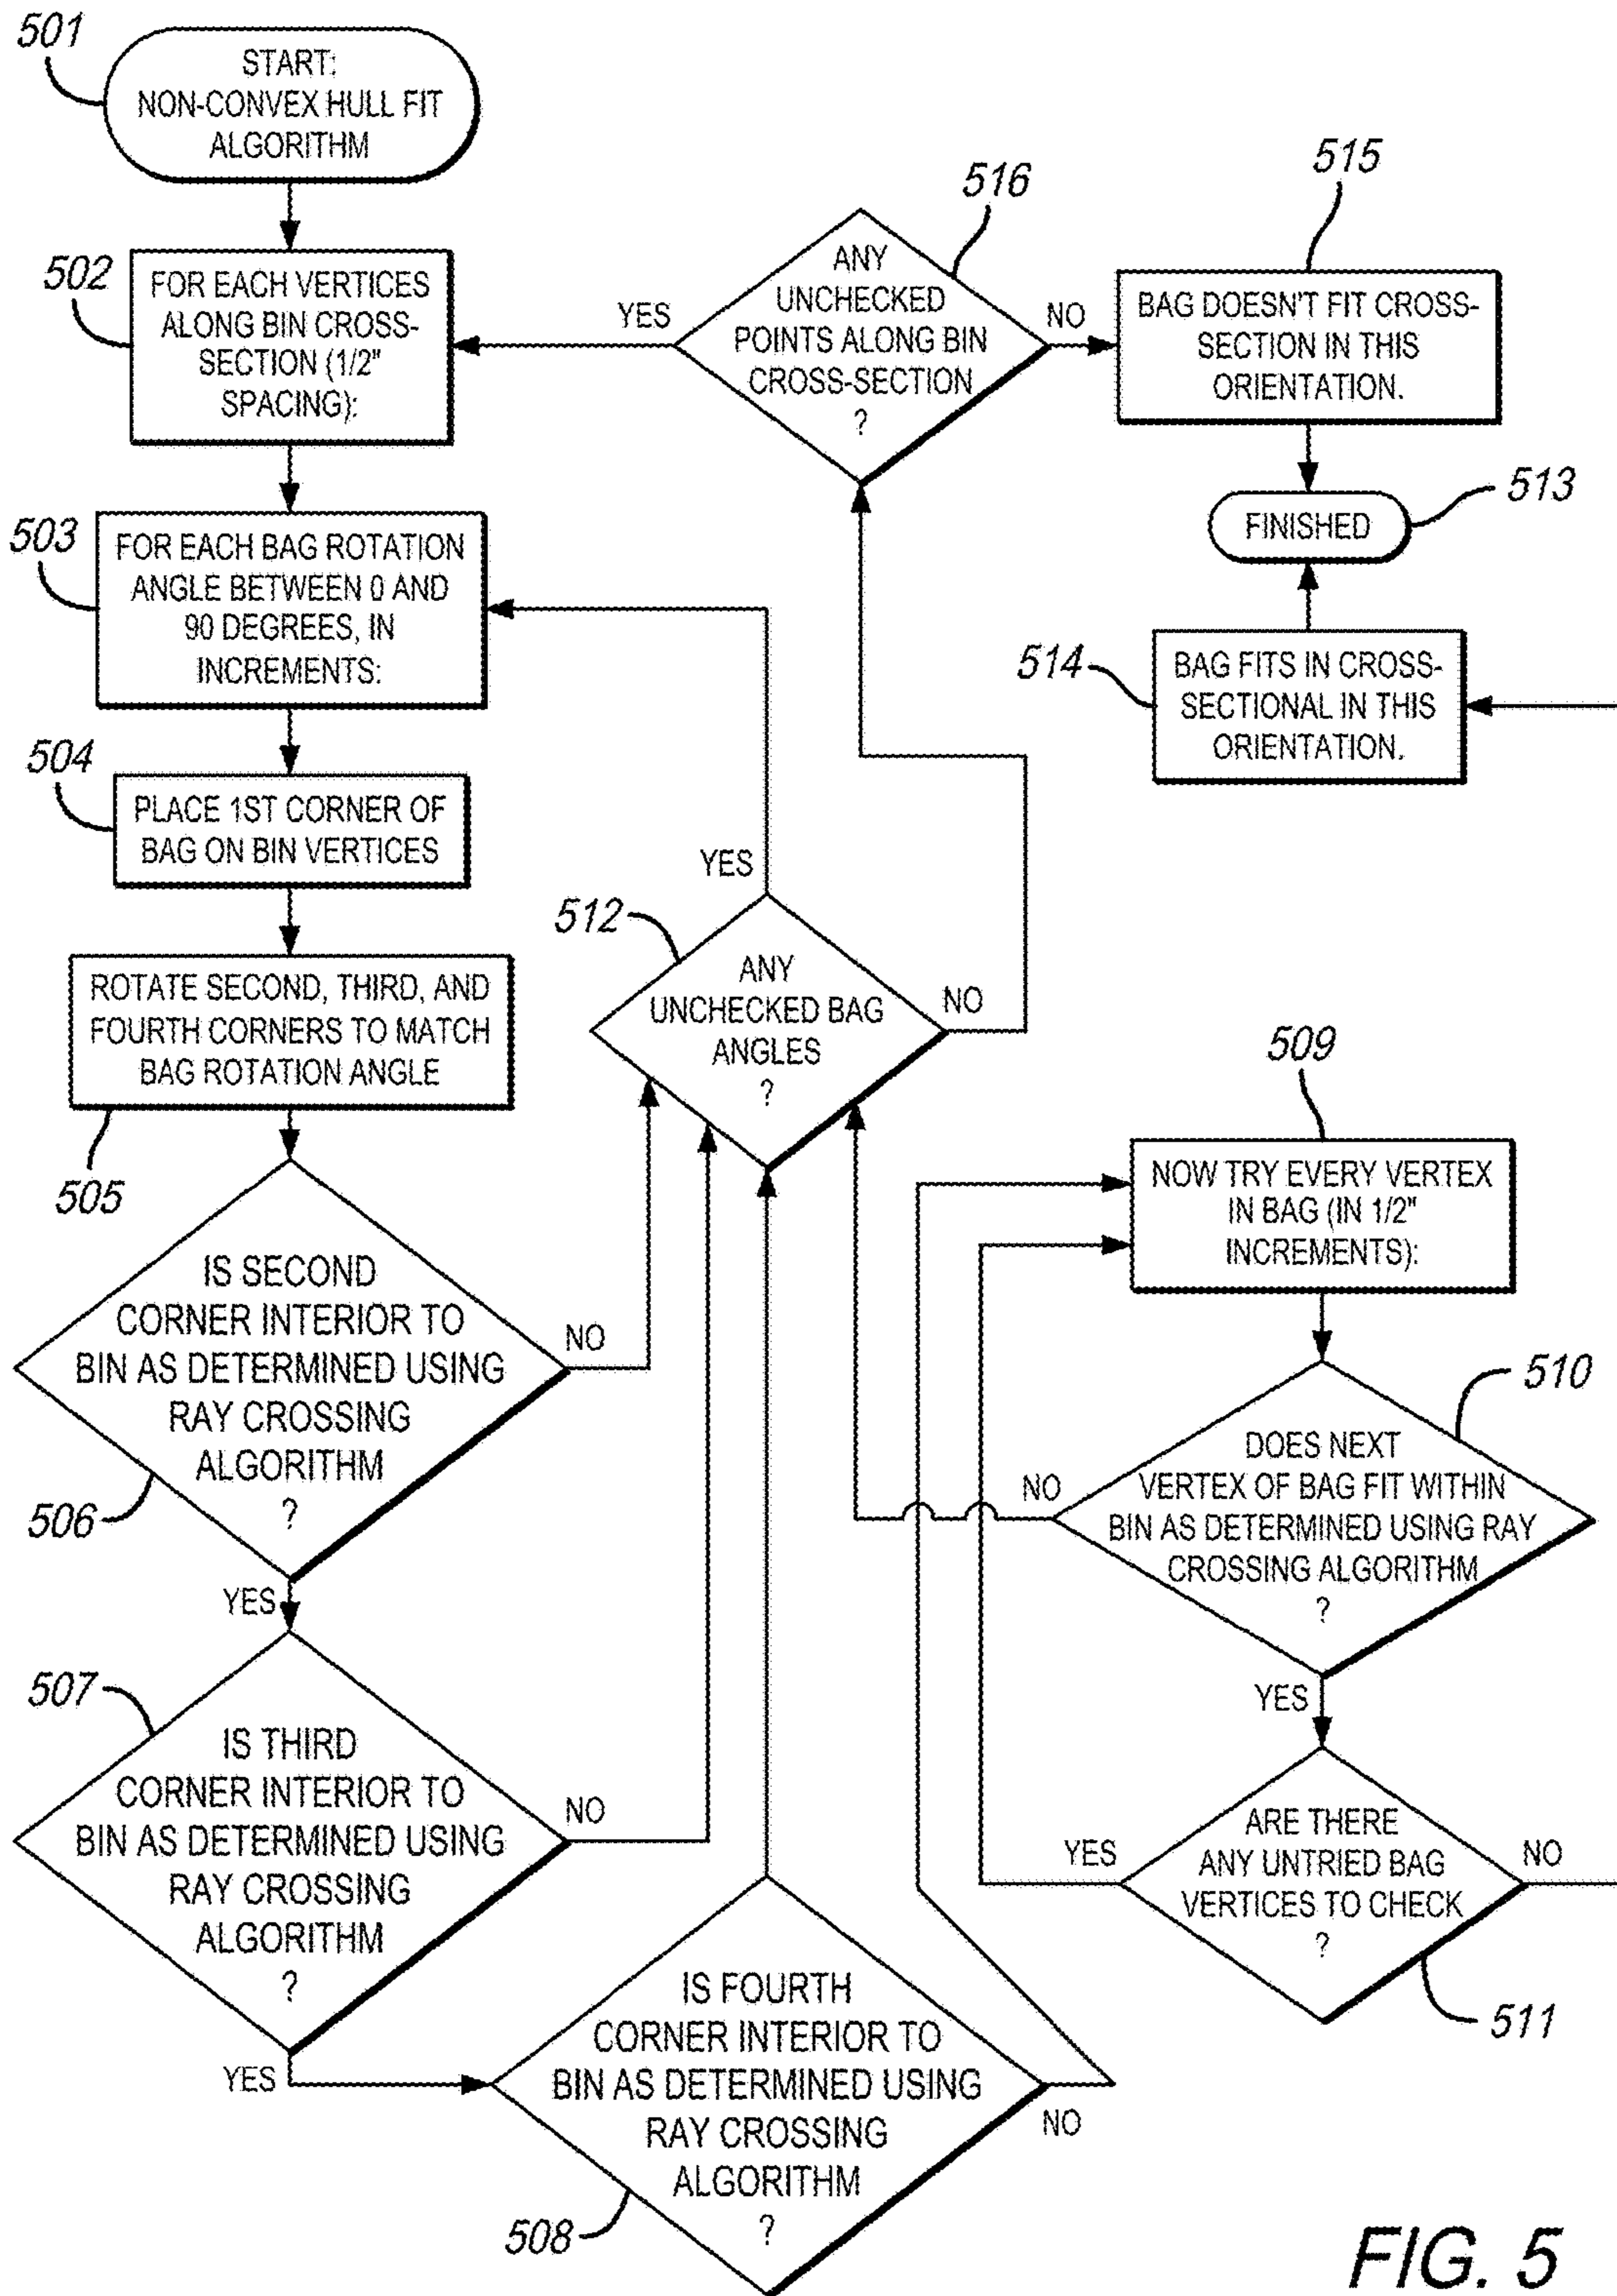 501
START:
NON-CONVEX HULL FIT
ALGORITHM
502
FOR EACH VERTICES
ALONG BIN CROSS-
SECTION (1/2"
SPACING):
503
FOR EACH BAG ROTATION
ANGLE BETWEEN 0 AND
90 DEGREES, IN
INCREMENTS:
504
PLACE 1ST CORNER OF
BAG ON BIN VERTICES
ROTATE SECOND, THIRD, AND
FOURTH CORNERS TO MATCH
BAG ROTATION ANGLE
505
IS SECOND
CORNER INTERIOR TO
BIN AS DETERMINED USING
RAY CROSSING
ALGORITHM
?
506
NO
YES
507
IS THIRD
CORNER INTERIOR TO
BIN AS DETERMINED USING
RAY CROSSING
ALGORITHM
?
NO
YES
IS FOURTH
CORNER INTERIOR TO
BIN AS DETERMINED USING
RAY CROSSING
ALGORITHM
?
508
NO
512
ANY
UNCHECKED BAG
ANGLES
?
YES
NO
516
ANY
UNCHECKED
POINTS ALONG BIN
CROSS-SECTION
?
YES
NO
515
BAG DOESN'T FIT CROSS-
SECTION IN THIS
ORIENTATION.
FINISHED
513
514
BAG FITS IN CROSS-
SECTIONAL IN THIS
ORIENTATION.
509
NOW TRY EVERY VERTEX
IN BAG (IN 1/2"
INCREMENTS):
510
DOES NEXT
VERTEX OF BAG FIT WITHIN
BIN AS DETERMINED USING RAY
CROSSING ALGORITHM
?
NO
YES
ARE THERE
ANY UNTRIED BAG
VERTICES TO CHECK
?
YES
NO
511
FIG. 5